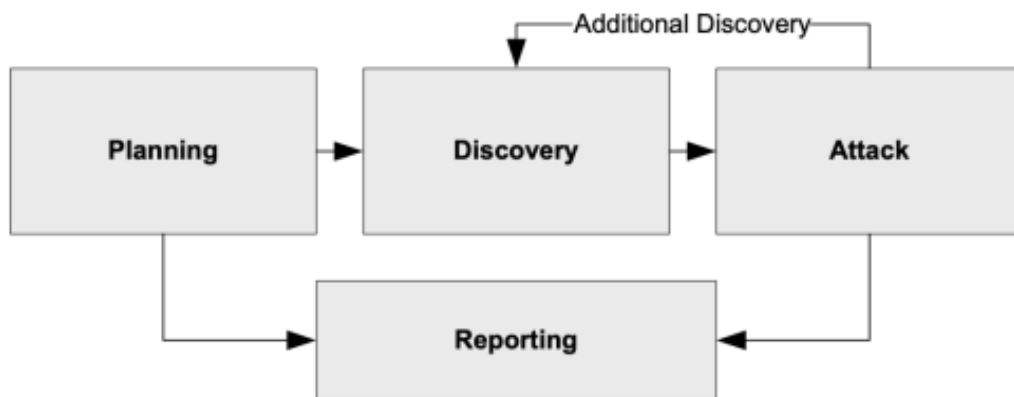 Additional Discovery
Planning
Discovery
Attack
Reporting